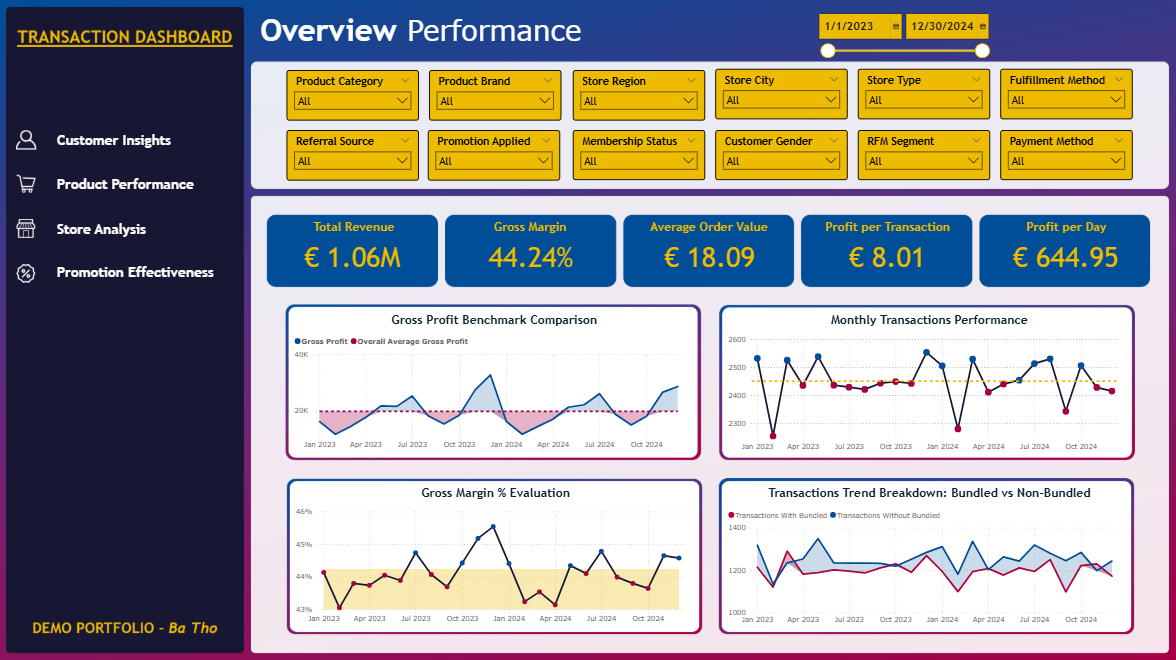 TRANSACTION DASHBOARD
Customer Insights
Product Performance
Store Analysis
Promotion Effectiveness
DEMO PORTFOLIO - Ba Tho
Overview Performance
1/1/2023 12/30/2024
Product Category Product Brand Store Region Store City Store Type Fulfillment Method
All All All All All All
Referral Source Promotion Applied Membership Status Customer Gender RFM Segment Payment Method
All All All All All All
Total Revenue Gross Margin Average Order Value Profit per Transaction Profit per Day
€ 1.06M 44.24% € 18.09 € 8.01 € 644.95
Gross Profit Benchmark Comparison
Gross Profit Overall Average Gross Profit
40K
20K
Jan 2023 Apr 2023 Jul 2023 Oct 2023 Jan 2024 Apr 2024 Jul 2024 Oct 2024
Monthly Transactions Performance
2600
2500
2400
2300
Jan 2023 Apr 2023 Jul 2023 Oct 2023 Jan 2024 Apr 2024 Jul 2024 Oct 2024
Gross Margin % Evaluation
46%
45%
44%
43%
Jan 2023 Apr 2023 Jul 2023 Oct 2023 Jan 2024 Apr 2024 Jul 2024 Oct 2024
Transactions Trend Breakdown: Bundled vs Non-Bundled
Transactions With Bundled Transactions Without Bundled
1400
1200
1000
Jan 2023 Apr 2023 Jul 2023 Oct 2023 Jan 2024 Apr 2024 Jul 2024 Oct 2024